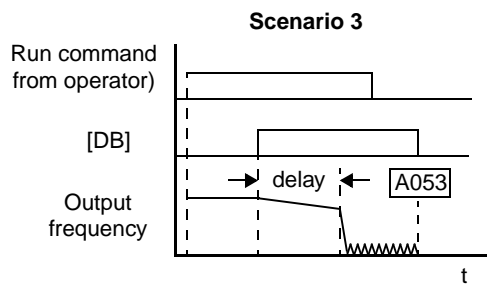 Scenario 3
Run command
from operator)
[DB]
delay
A053
Output
frequency
t